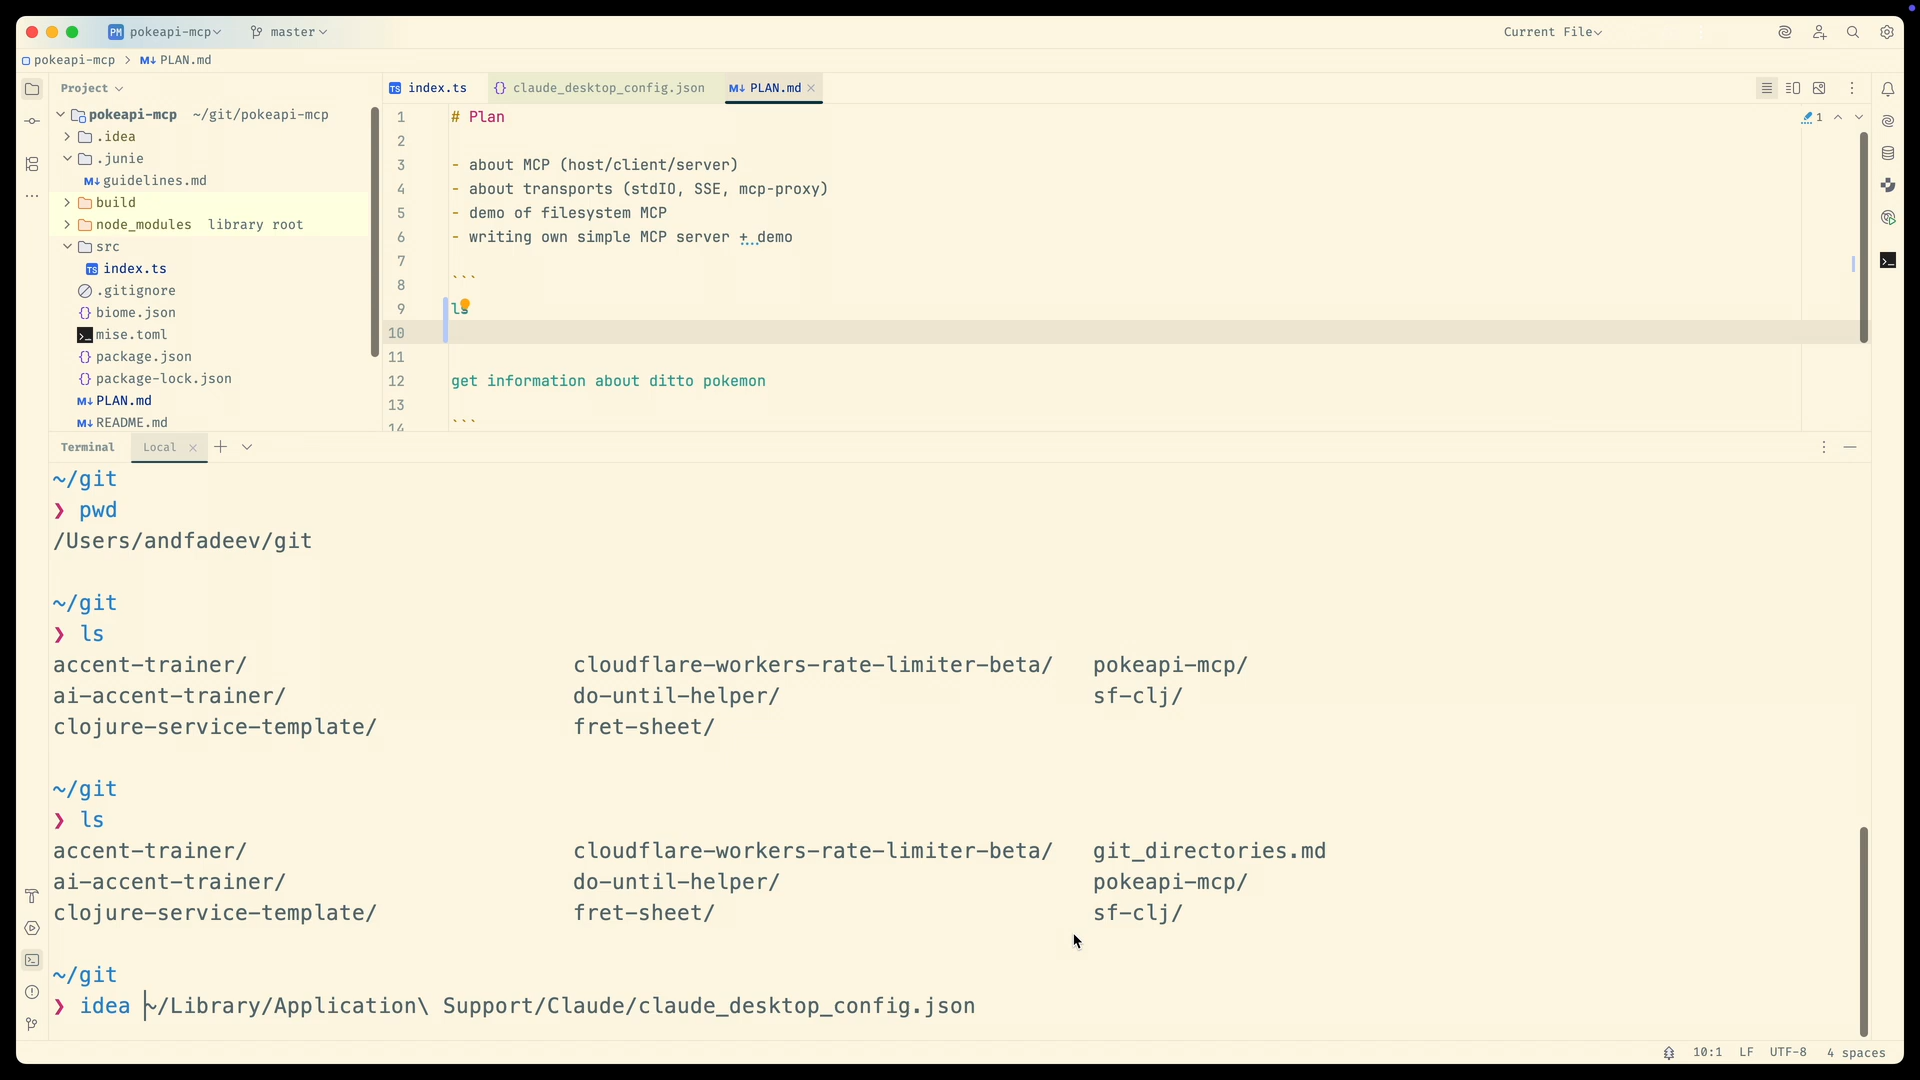 PM pokeapi-mcp master Current File
pokeapi-mcp > M↓ PLAN.md
Project
TS index.ts {} claude_desktop_config.json M↓ PLAN.md ×
pokeapi-mcp ~/git/pokeapi-mcp
.idea
.junie
M↓ guidelines.md
build
node_modules library root
src
TS index.ts
.gitignore
{} biome.json
mise.toml
{} package.json
{} package-lock.json
M↓ PLAN.md
M↓ README.md
1 # Plan
2
3 - about MCP (host/client/server)
4 - about transports (stdIO, SSE, mcp-proxy)
5 - demo of filesystem MCP
6 - writing own simple MCP server + demo
7
8 ```
9 ls
10
11
12 get information about ditto pokemon
13
14 ```
1
Terminal Local × +
~/git
❯ pwd
/Users/andfadeev/git
~/git
❯ ls
accent-trainer/ cloudflare-workers-rate-limiter-beta/ pokeapi-mcp/
ai-accent-trainer/ do-until-helper/ sf-clj/
clojure-service-template/ fret-sheet/
~/git
❯ ls
accent-trainer/ cloudflare-workers-rate-limiter-beta/ git_directories.md
ai-accent-trainer/ do-until-helper/ pokeapi-mcp/
clojure-service-template/ fret-sheet/ sf-clj/
~/git
❯ idea ~/Library/Application\ Support/Claude/claude_desktop_config.json
10:1 LF UTF-8 4 spaces